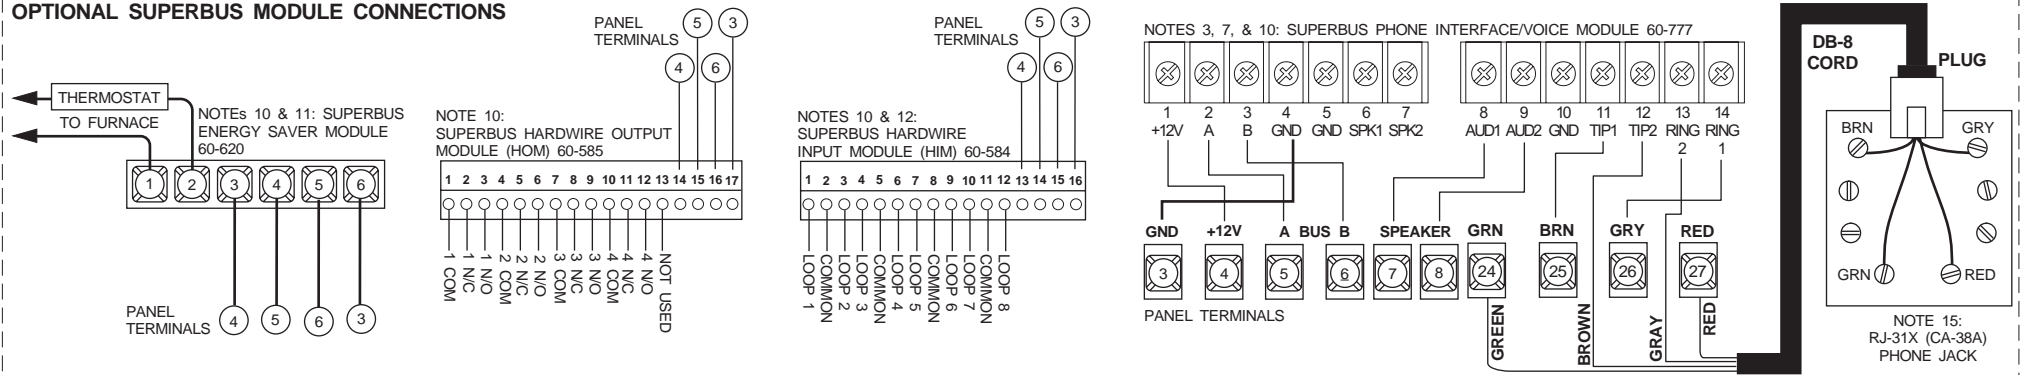 OPTIONAL SUPERBUS MODULE CONNECTIONS
THERMOSTAT
TO FURNACE
NOTEs 10 & 11: SUPERBUS
ENERGY SAVER MODULE
60-620
1 2 3 4 5 6
PANEL
TERMINALS
4 5 6 3
PANEL
TERMINALS
5 3
4 6
NOTE 10:
SUPERBUS HARDWIRE OUTPUT
MODULE (HOM) 60-585
1 2 3 4 5 6 7 8 9 10 11 12 13 14 15 16 17
1 COM
1 N/C
1 N/O
2 COM
2 N/C
2 N/O
3 COM
3 N/C
3 N/O
4 COM
4 N/C
4 N/O
NOT USED
PANEL
TERMINALS
5 3
4 6
NOTES 10 & 12:
SUPERBUS HARDWIRE
INPUT MODULE (HIM) 60-584
1 2 3 4 5 6 7 8 9 10 11 12 13 14 15 16
LOOP 1
COMMON
LOOP 2
LOOP 3
COMMON
LOOP 4
LOOP 5
COMMON
LOOP 6
LOOP 7
COMMON
LOOP 8
NOTES 3, 7, & 10: SUPERBUS PHONE INTERFACE/VOICE MODULE 60-777
1 2 3 4 5 6 7 8 9 10 11 12 13 14
+12V A B GND GND SPK1 SPK2 AUD1 AUD2 GND TIP1 TIP2 RING RING
2 1
GND +12V A BUS B SPEAKER GRN BRN GRY RED
3 4 5 6 7 8 24 25 26 27
PANEL TERMINALS
GREEN
BROWN
GRAY
RED
DB-8
CORD
PLUG
BRN GRY
GRN RED
NOTE 15:
RJ-31X (CA-38A)
PHONE JACK